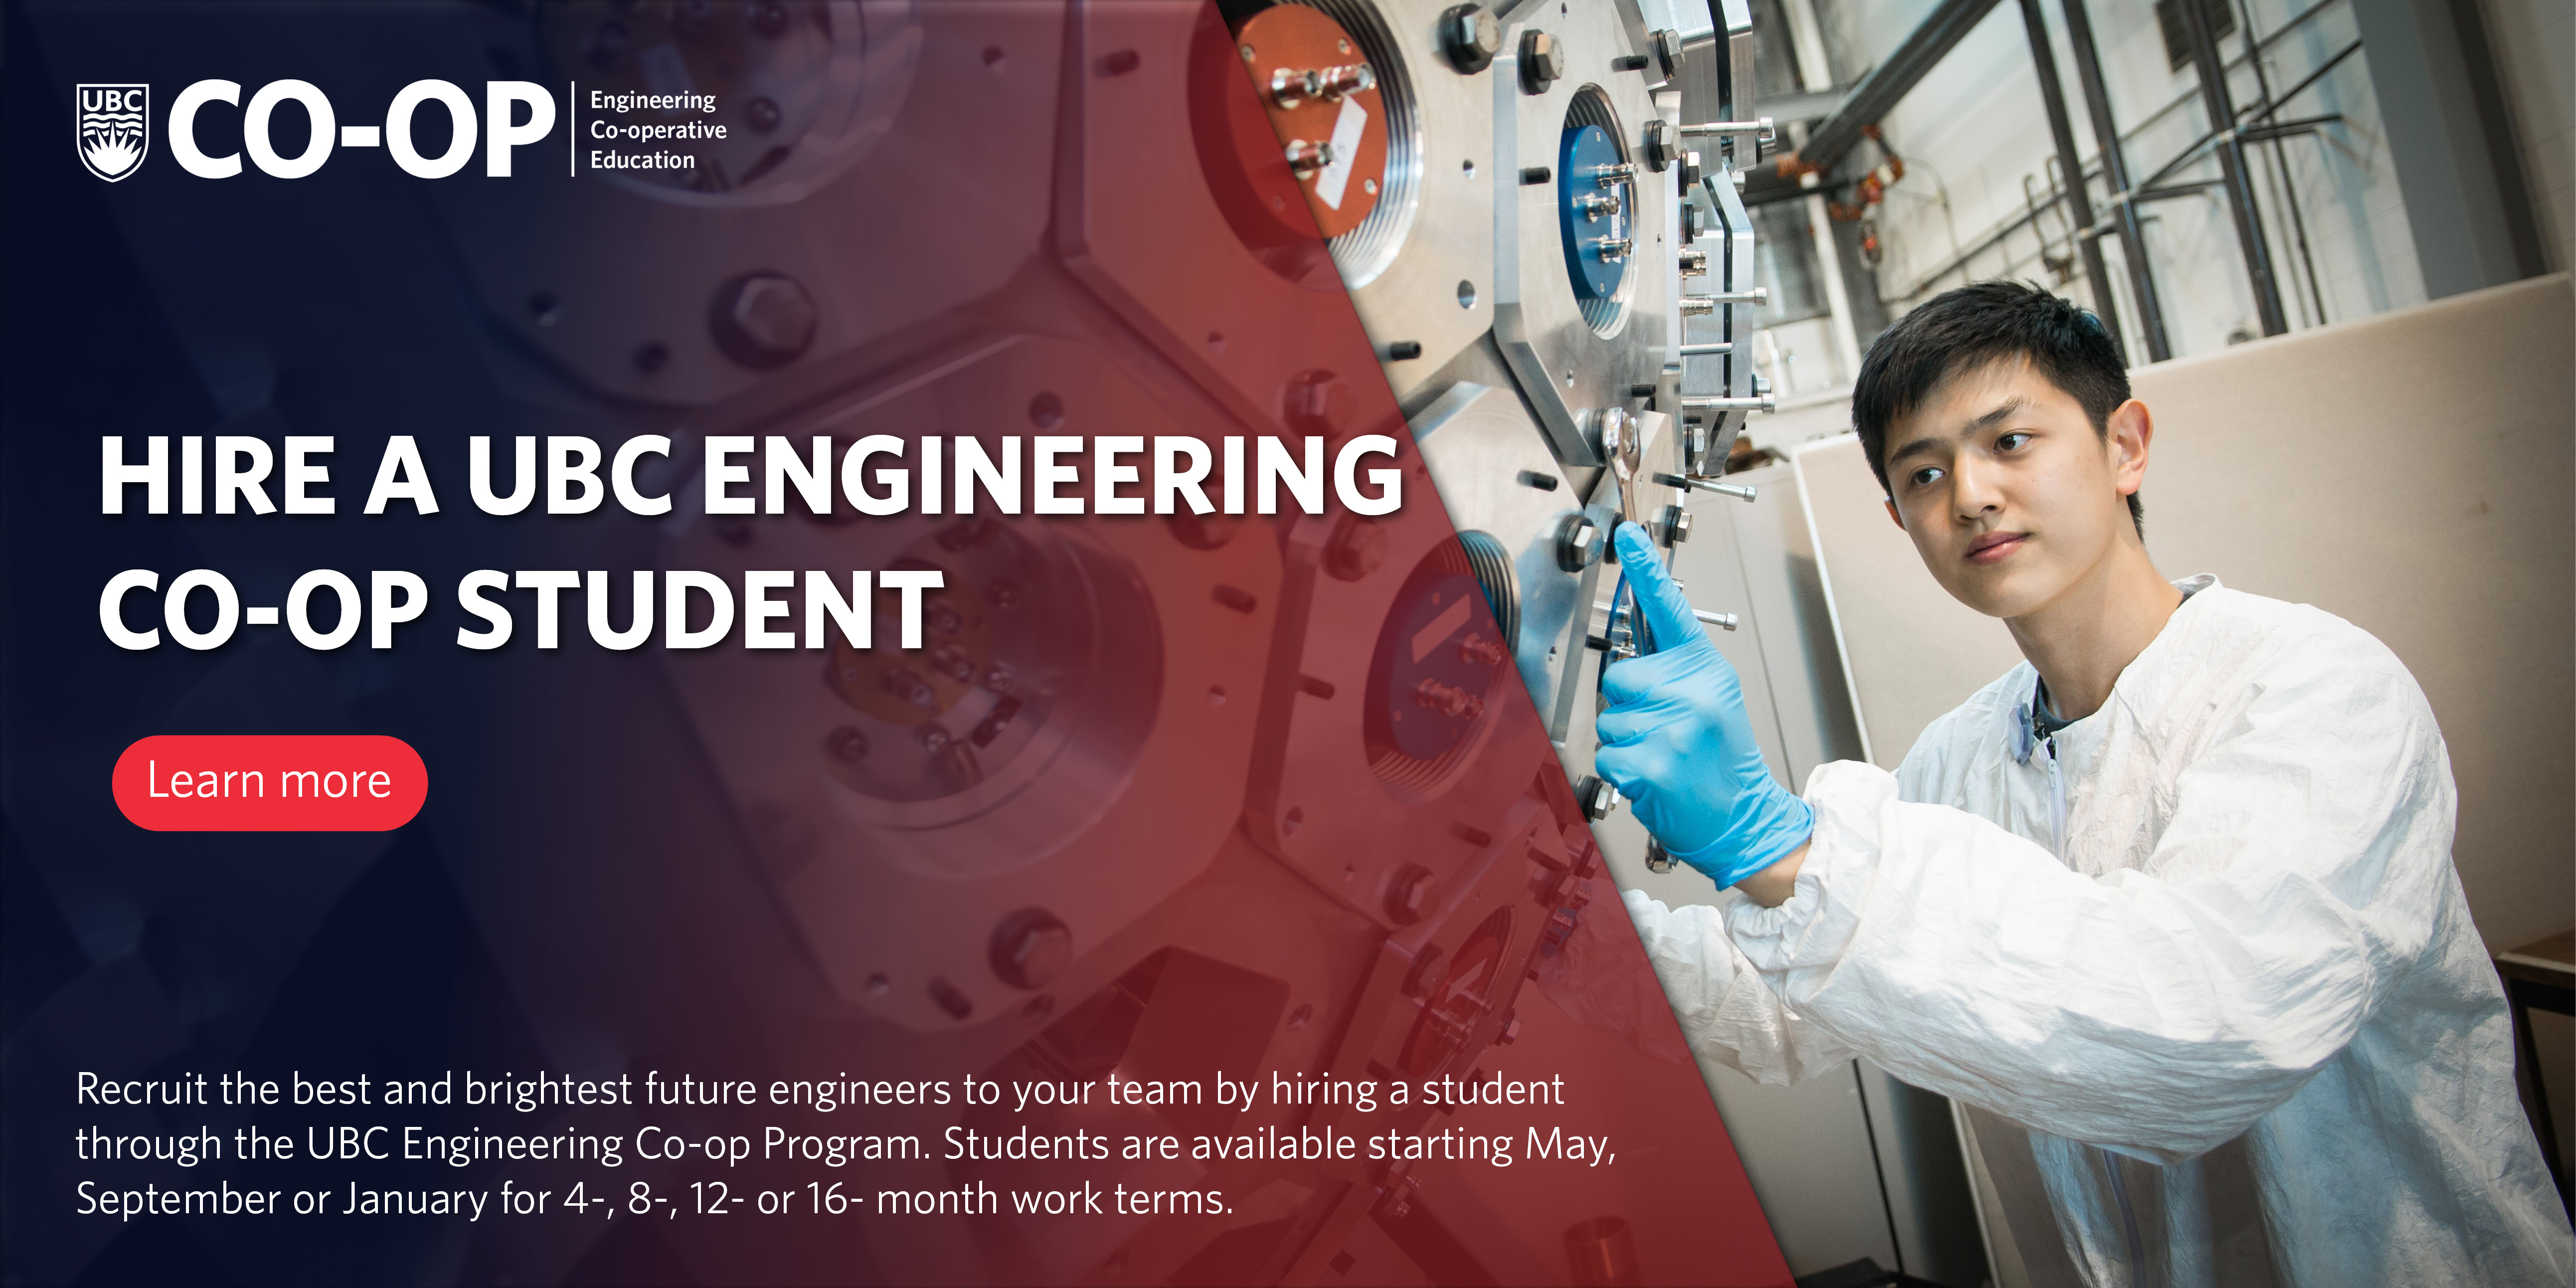 UBC
CO-OP
Engineering
Co-operative
Education
HIRE A UBC ENGINEERING
CO-OP STUDENT
Learn more
Recruit the best and brightest future engineers to your team by hiring a student
through the UBC Engineering Co-op Program. Students are available starting May,
September or January for 4-, 8-, 12- or 16- month work terms.